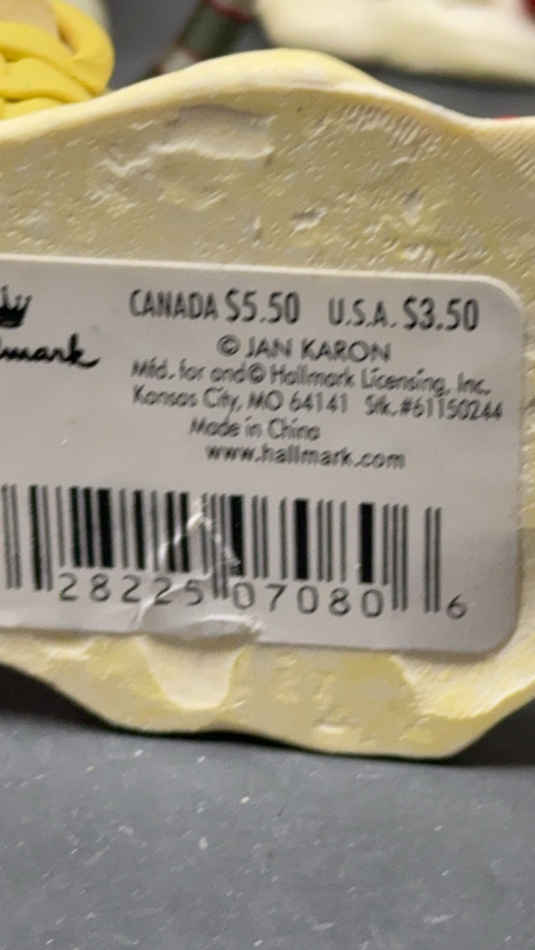 CANADA $5.50 U.S.A. $3.50
© JAN KARON
lmark
Mfd. for and © Hallmark Licensing, Inc.
Kansas City, MO 64141 Stk.#61150244
Made in China
www.hallmark.com
28225 07080 6